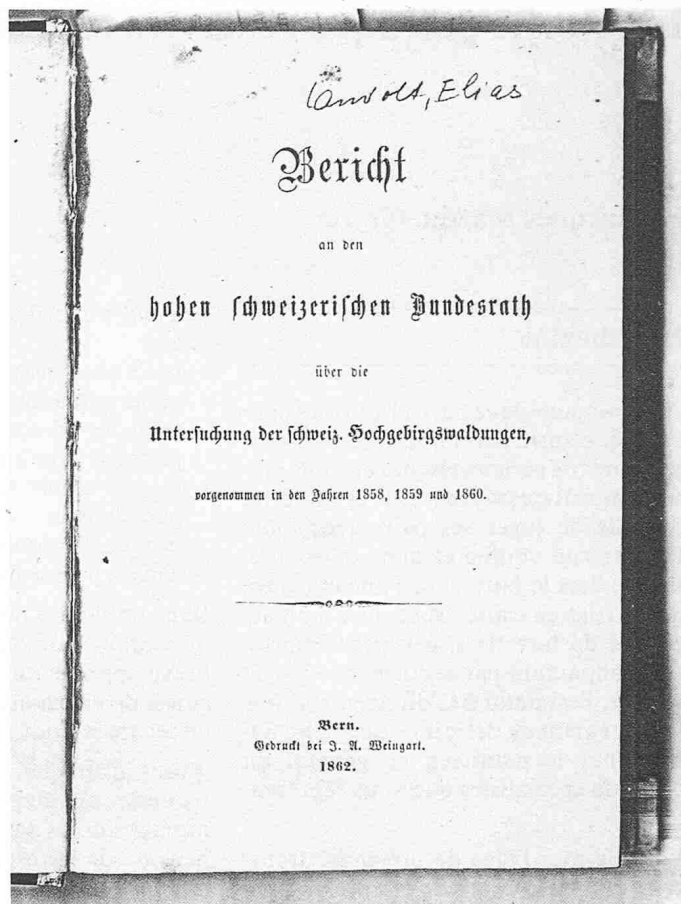 Landolt, Elias
Bericht
an den
hohen schweizerischen Bundesrath
über die
Untersuchung der schweiz. Hochgebirgswaldungen,
vorgenommen in den Jahren 1858, 1859 und 1860.
Bern.
Gedruckt bei J. A. Weingart.
1862.